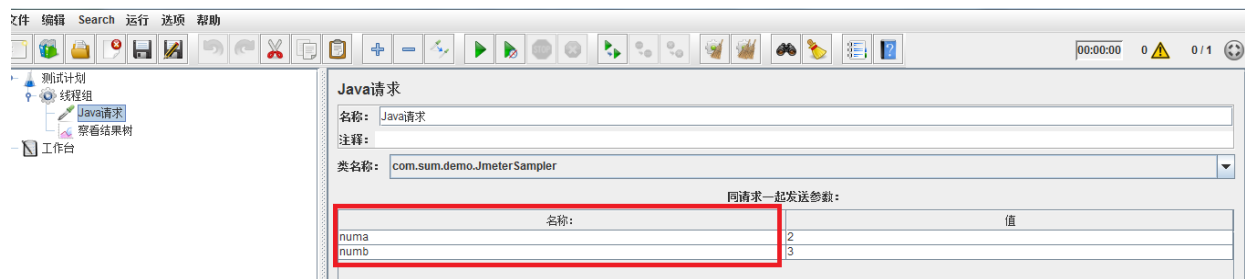 文件 编辑 Search 运行 选项 帮助
00:00:00 0 0 / 1
测试计划
线程组
Java请求
察看结果树
工作台
Java请求
名称: Java请求
注释:
类名称: com.sum.demo.JmeterSampler
同请求一起发送参数:
名称: 值
numa 2
numb 3